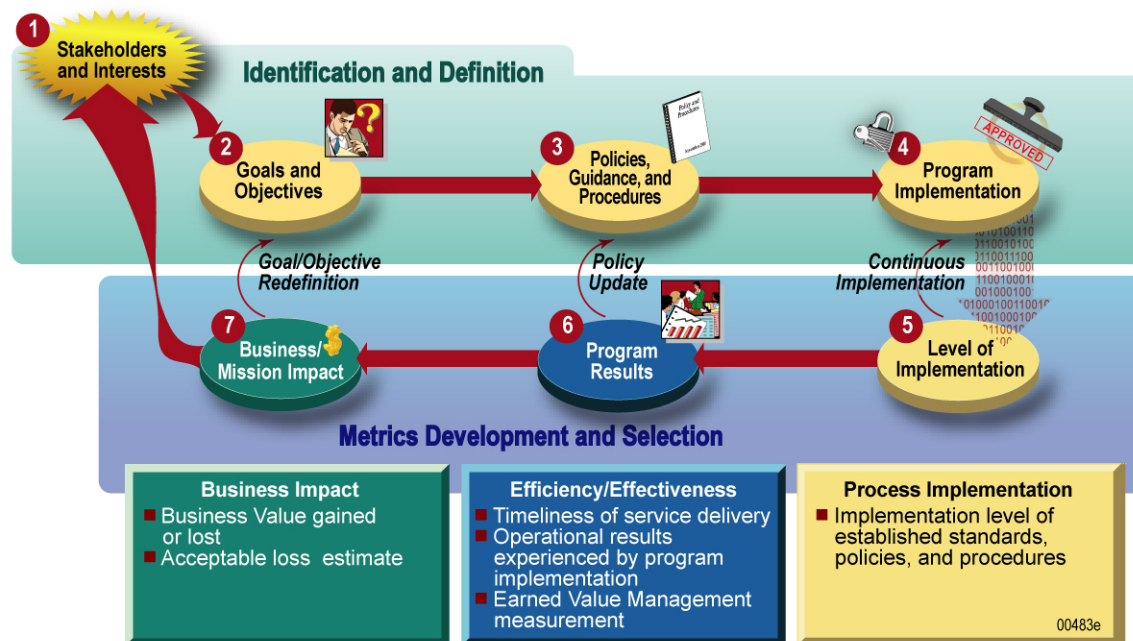 1
Stakeholders
and Interests
Identification and Definition
2
Goals and
Objectives
3
Policies,
Guidance, and
Procedures
Policy and
Procedures
4
Program
Implementation
APPROVED
Goal/Objective
Redefinition
Policy
Update
Continuous
Implementation
7
Business/
Mission Impact
6
Program
Results
5
Level of
Implementation
Metrics Development and Selection
Business Impact
Business Value gained
or lost
Acceptable loss estimate
Efficiency/Effectiveness
Timeliness of service delivery
Operational results
experienced by program
implementation
Earned Value Management
measurement
Process Implementation
Implementation level of
established standards,
policies, and procedures
00483e